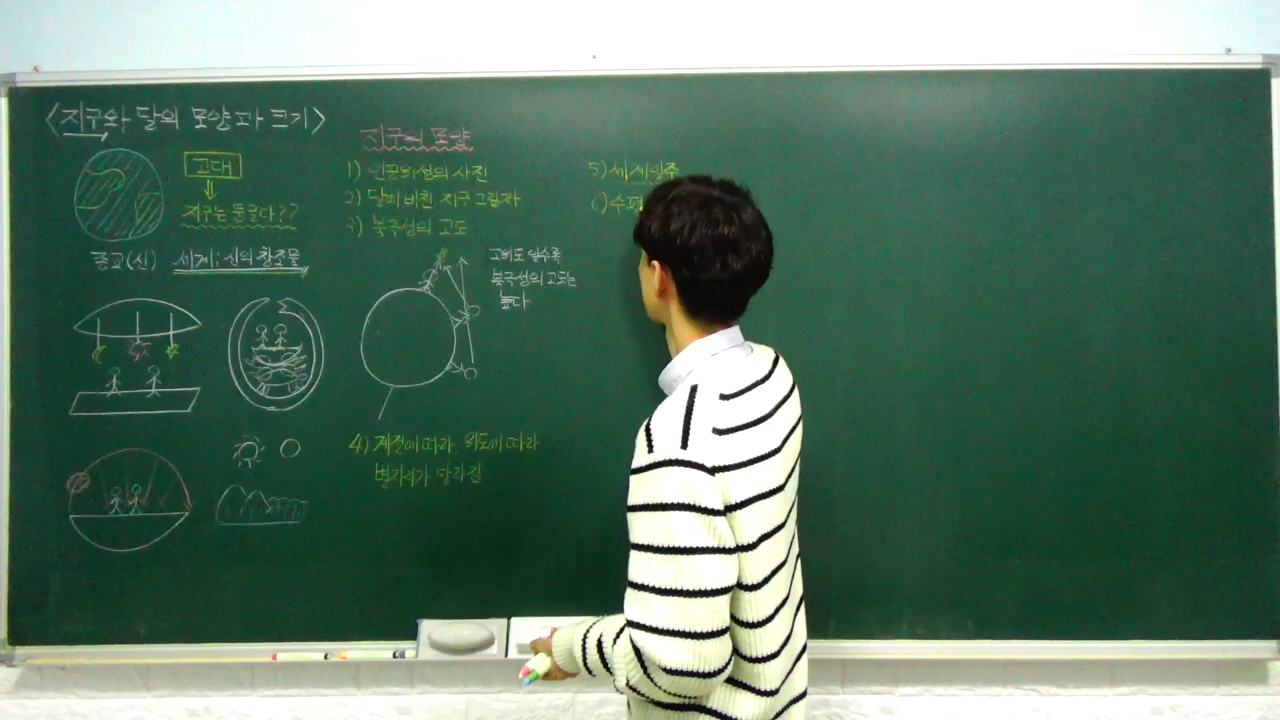 <지구와 달의 모양과 크기>
고대
지구는 둥글다??
종교(신) 세계: 신의 창조물
지구의 모양
1) 인공위성의 사진
2) 달에 비친 지구 그림자
3) 북극성의 고도
고위도 일수록
북극성의 고도는
높다
4) 계절에 따라, 위도에 따라
별자리가 달라짐
5) 세계일주
6) 수평